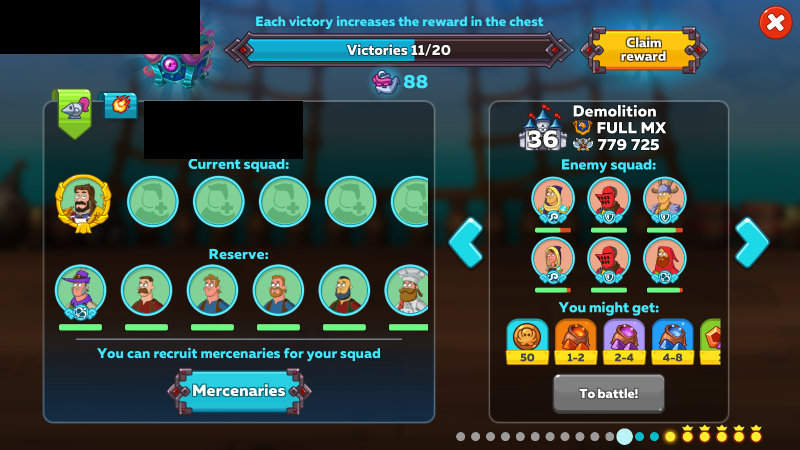 Each victory increases the reward in the chest
Victories 11/20
Claim
reward
88
Current squad:
Reserve:
You can recruit mercenaries for your squad
Mercenaries
36
Demolition
FULL MX
779 725
Enemy squad:
You might get:
50
1-2
2-4
4-8
To battle!